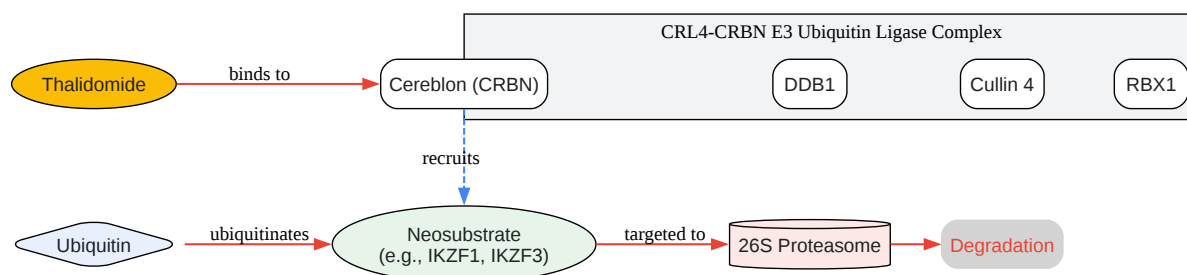 CRL4-CRBN E3 Ubiquitin Ligase Complex
Thalidomide
binds to
Cereblon (CRBN)
DDB1
Cullin 4
RBX1
recruits
Ubiquitin
ubiquitinates
Neosubstrate
(e.g., IKZF1, IKZF3)
targeted to
26S Proteasome
Degradation